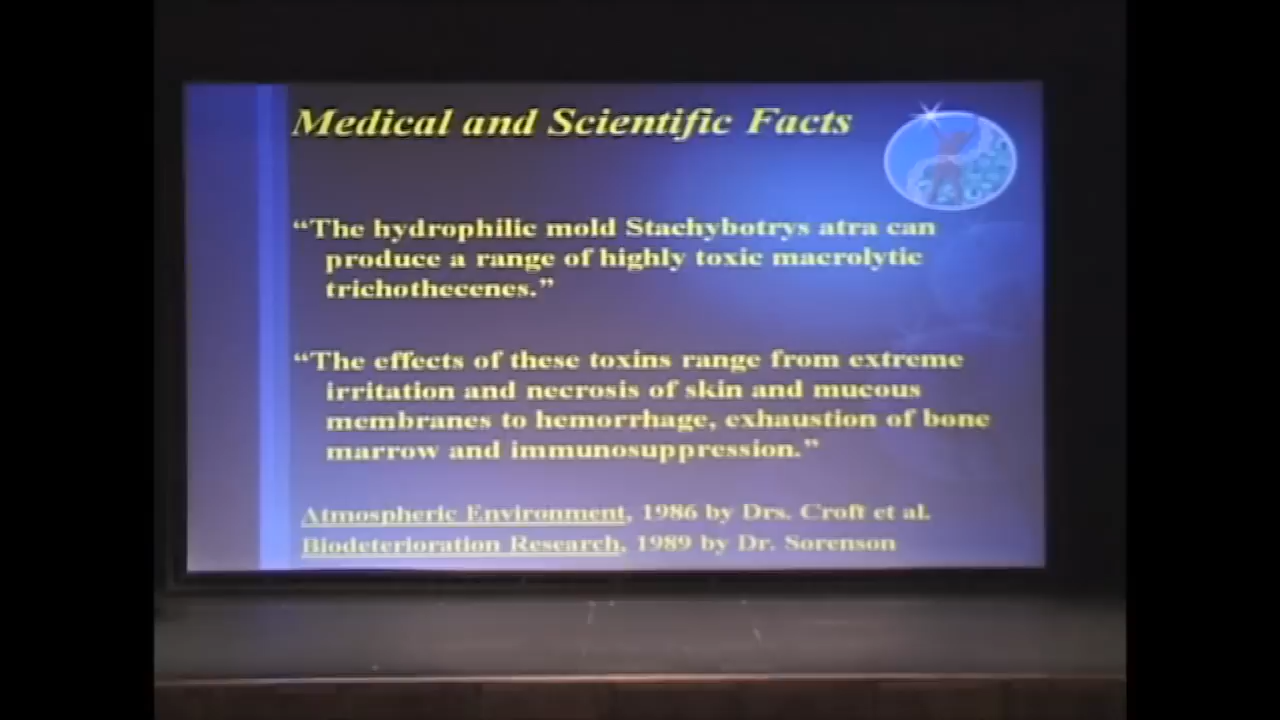 Medical and Scientific Facts
“The hydrophilic mold Stachybotrys atra can
produce a range of highly toxic macrolytic
trichothecenes.”
“The effects of these toxins range from extreme
irritation and necrosis of skin and mucous
membranes to hemorrhage, exhaustion of bone
marrow and immunosuppression.”
Atmospheric Environment, 1986 by Drs. Croft et al.
Biodeterioration Research, 1989 by Dr. Sorenson